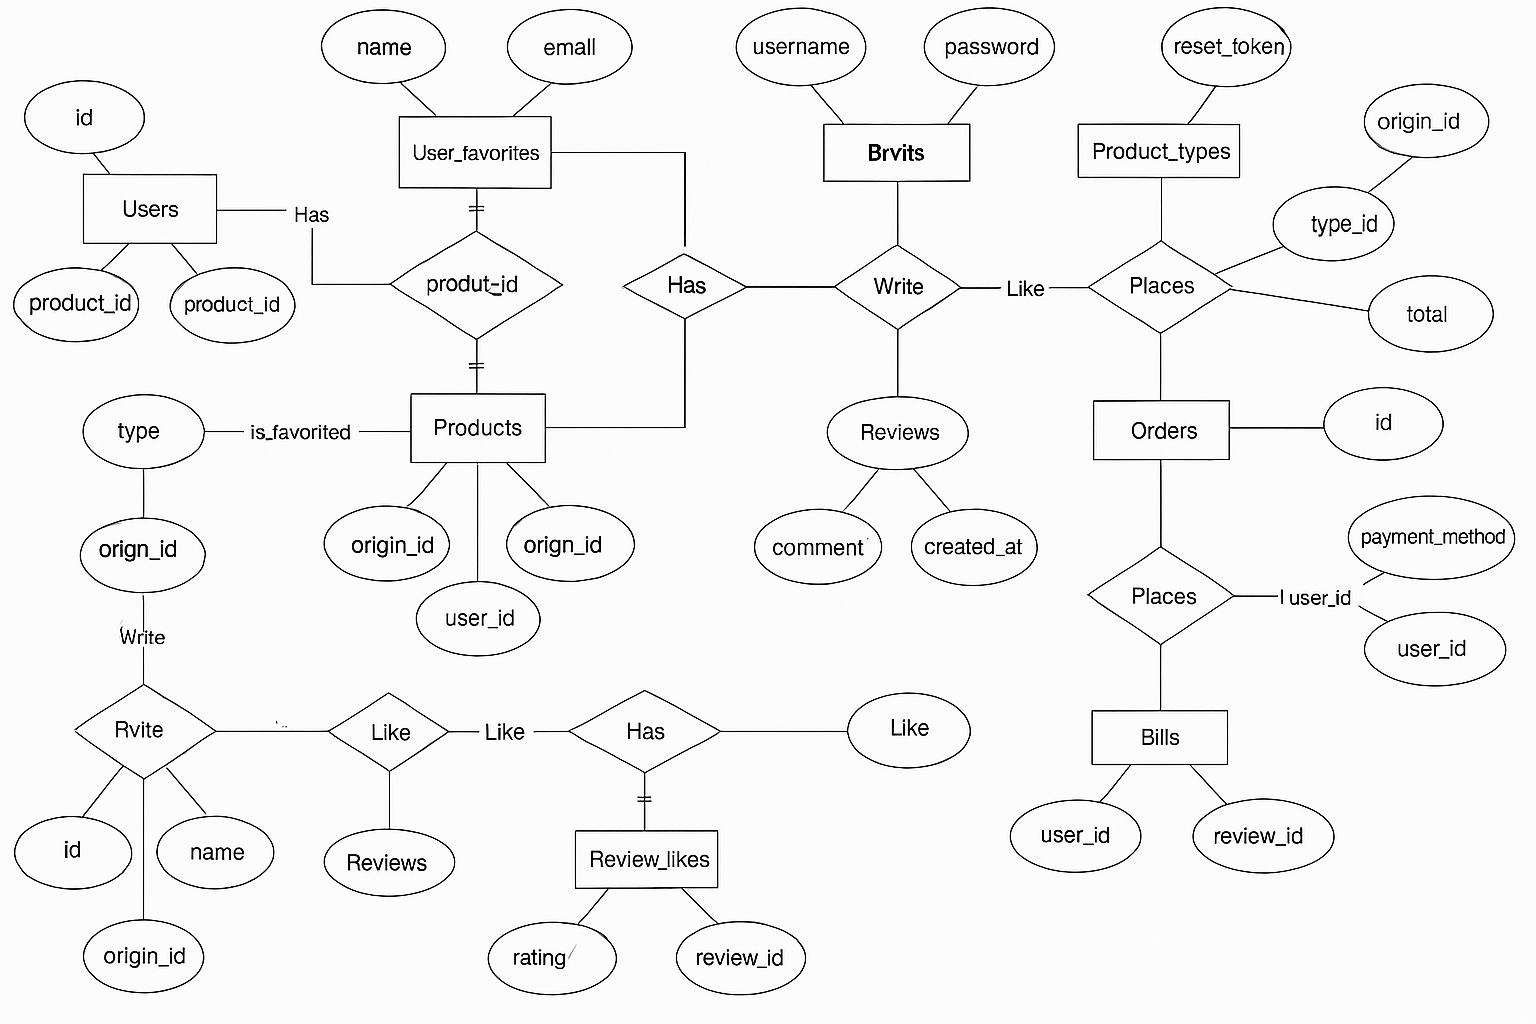 name
emall
username
password
reset_token
id
origin_id
User_favorites
Brvits
Product_types
Users
Has
type_id
product_id
product_id
produt-id
Has
Write
Like
Places
total
type
is_favorited
Products
Reviews
Orders
id
orign_id
origin_id
orign_id
comment
created_at
payment_method
user_id
Places
user_id
user_id
Write
Rvite
Like
Like
Has
Like
Bills
id
name
Reviews
Review_likes
user_id
review_id
origin_id
rating
review_id